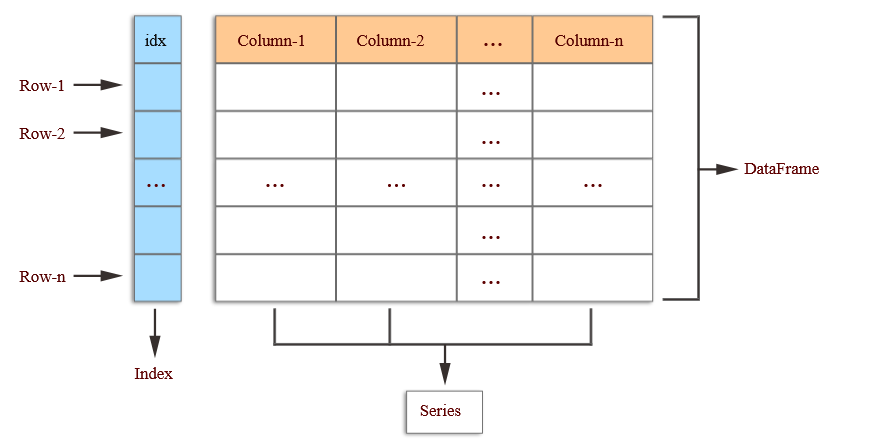 idx Column-1 Column-2 ... Column-n
Row-1 ...
Row-2 ...
... ... ... ... ...
DataFrame
...
Row-n ...
Index
Series